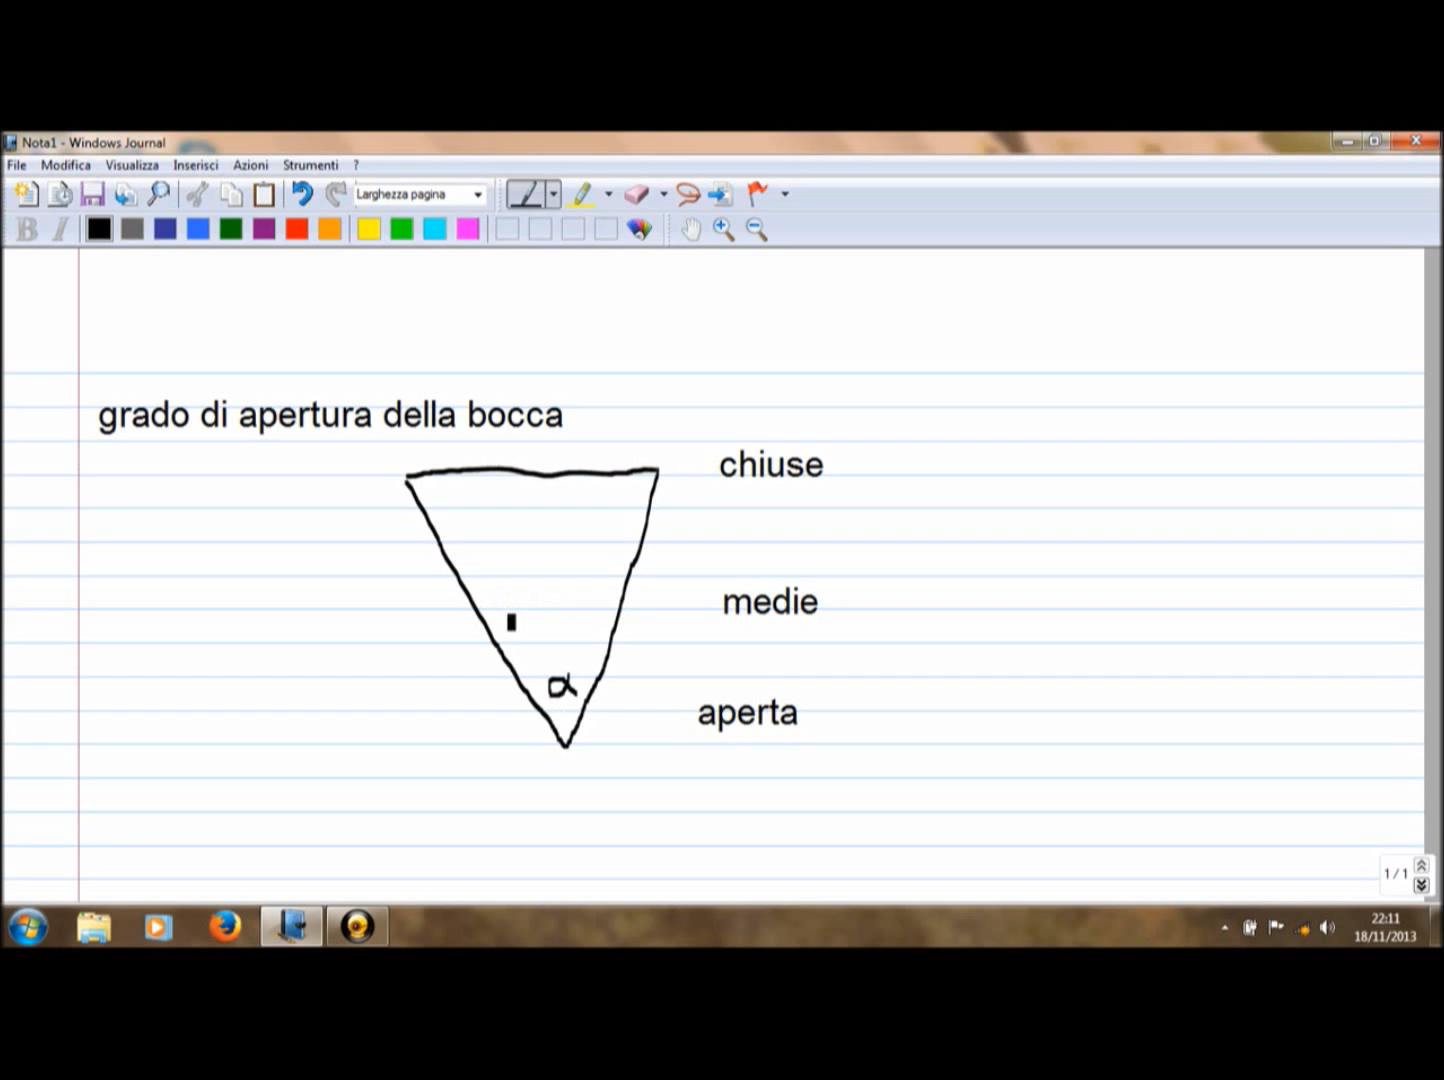 Nota1 - Windows Journal
File Modifica Visualizza Inserisci Azioni Strumenti ?
Larghezza pagina
B I
grado di apertura della bocca
chiuse
medie
α
aperta
1 / 1
22:11
18/11/2013